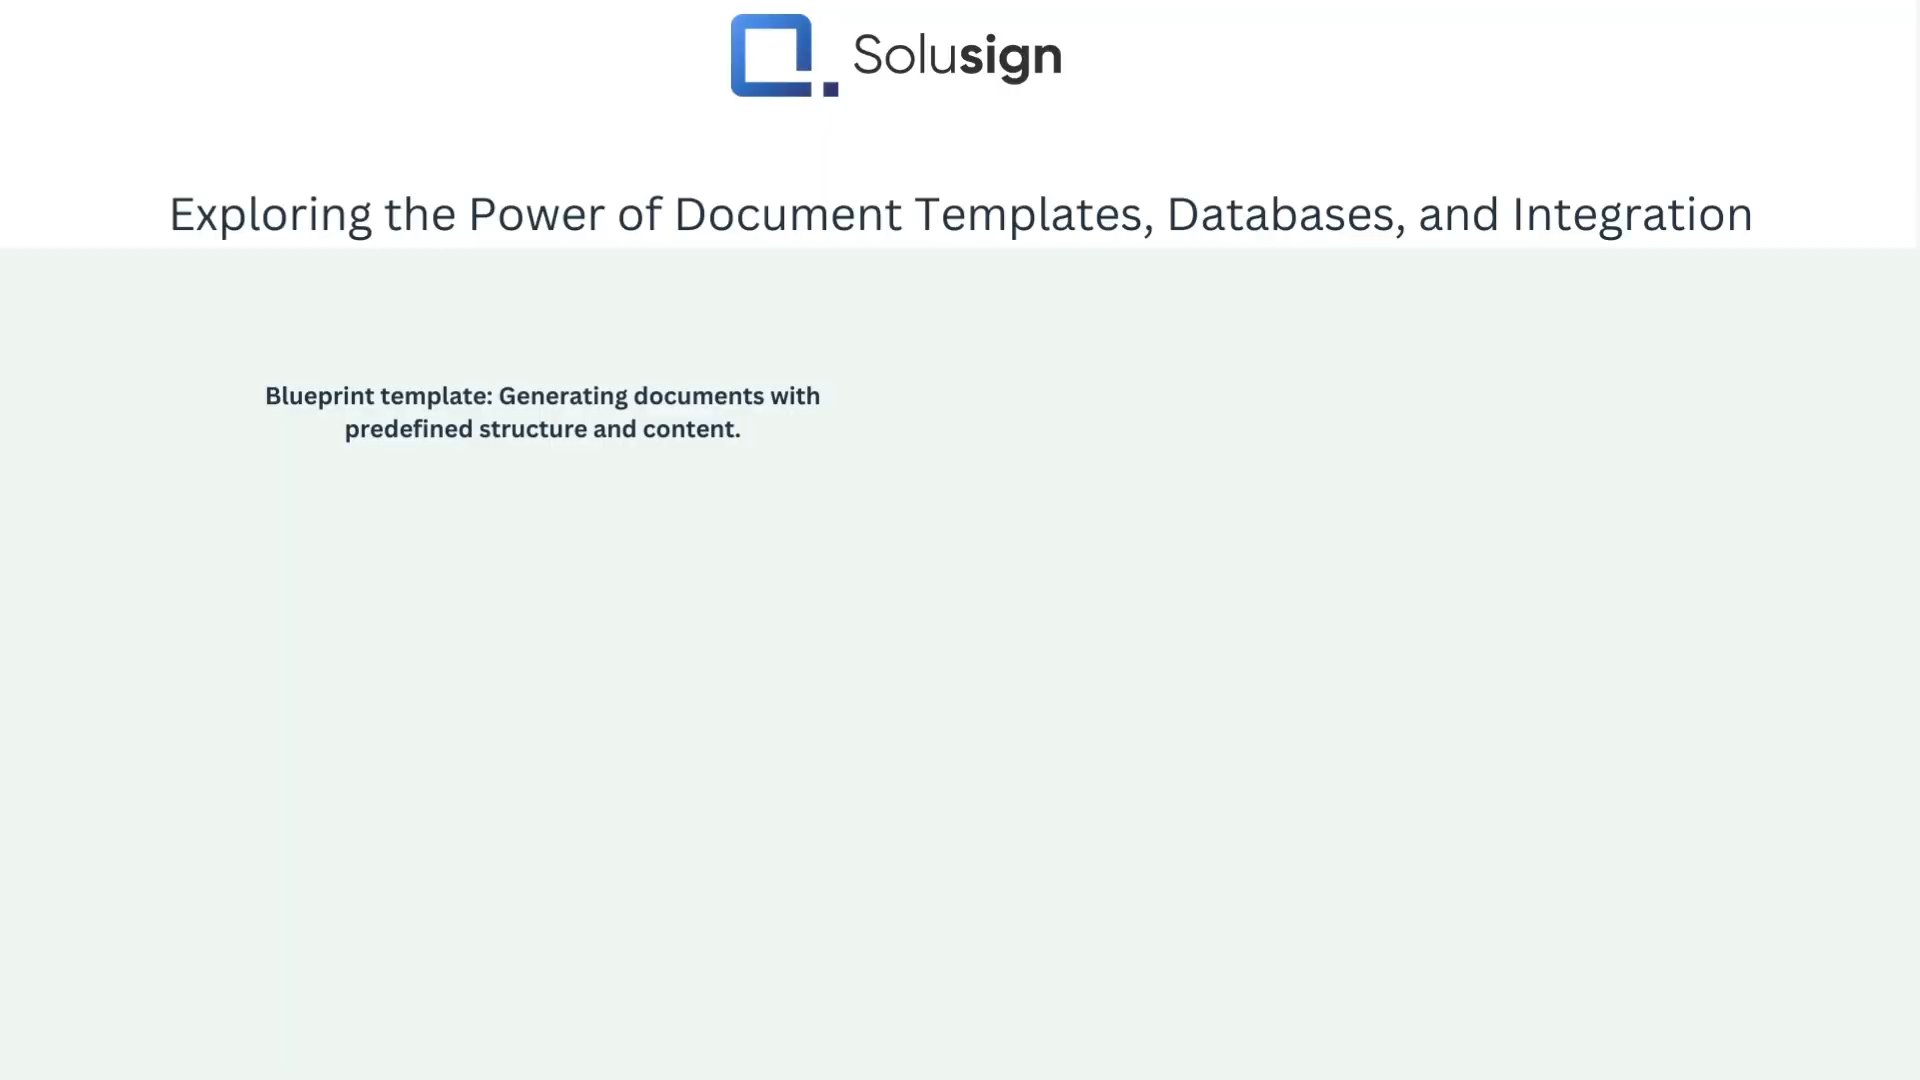 Solusign
Exploring the Power of Document Templates, Databases, and Integration
Blueprint template: Generating documents with
predefined structure and content.